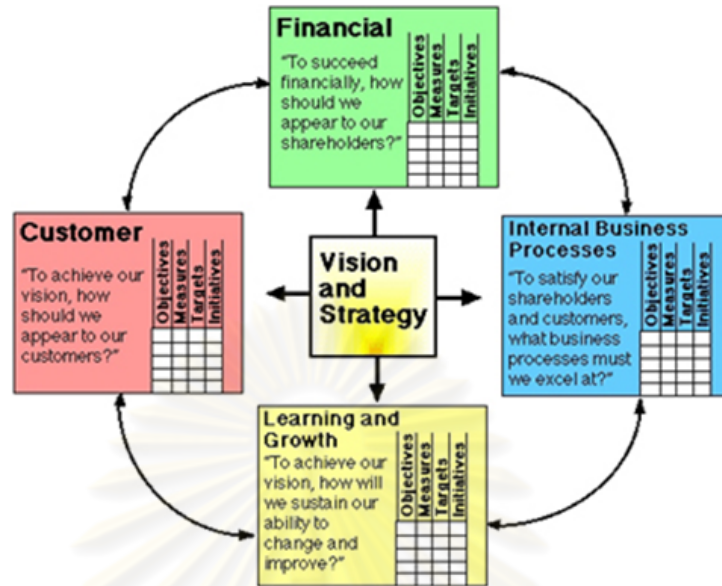 Financial
"To succeed
financially, how
should we
appear to our
shareholders?"
Objectives
Measures
Targets
Initiatives
Customer
"To achieve our
vision, how
should we
appear to our
customers?"
Objectives
Measures
Targets
Initiatives
Vision
and
Strategy
Internal Business
Processes
"To satisfy our
shareholders
and customers,
what business
processes must
we excel at?"
Objectives
Measures
Targets
Initiatives
Learning and
Growth
"To achieve our
vision, how will
we sustain our
ability to
change and
improve?"
Objectives
Measures
Targets
Initiatives